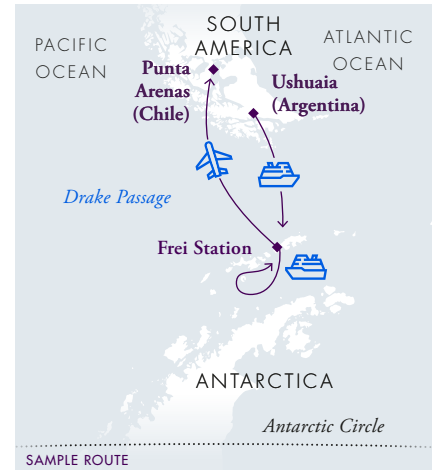 SOUTH
AMERICA
PACIFIC
OCEAN
ATLANTIC
OCEAN
Punta
Arenas
(Chile)
Ushuaia
(Argentina)
Drake Passage
Frei Station
ANTARCTICA
Antarctic Circle
SAMPLE ROUTE